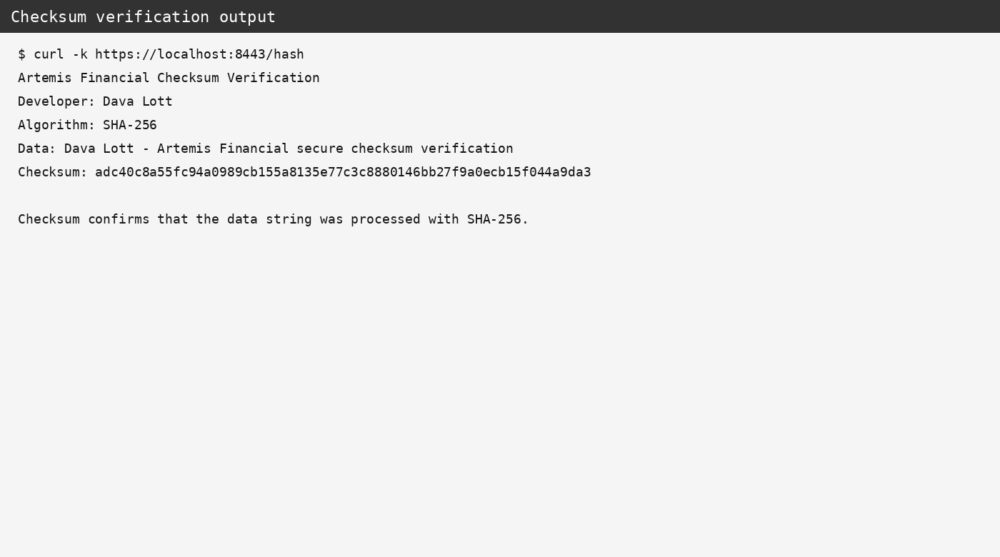 Checksum verification output
$ curl -k https://localhost:8443/hash
Artemis Financial Checksum Verification
Developer: Dava Lott
Algorithm: SHA-256
Data: Dava Lott - Artemis Financial secure checksum verification
Checksum: adc40c8a55fc94a0989cb155a8135e77c3c8880146bb27f9a0ecb15f044a9da3
Checksum confirms that the data string was processed with SHA-256.